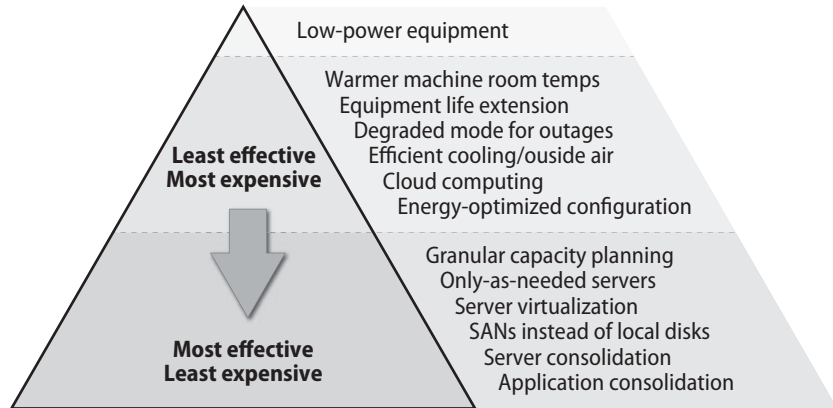 Low-power equipment
Warmer machine room temps
Equipment life extension
Degraded mode for outages
Efficient cooling/ouside air
Cloud computing
Energy-optimized configuration
Least effective
Most expensive
Granular capacity planning
Only-as-needed servers
Server virtualization
SANs instead of local disks
Server consolidation
Application consolidation
Most effective
Least expensive